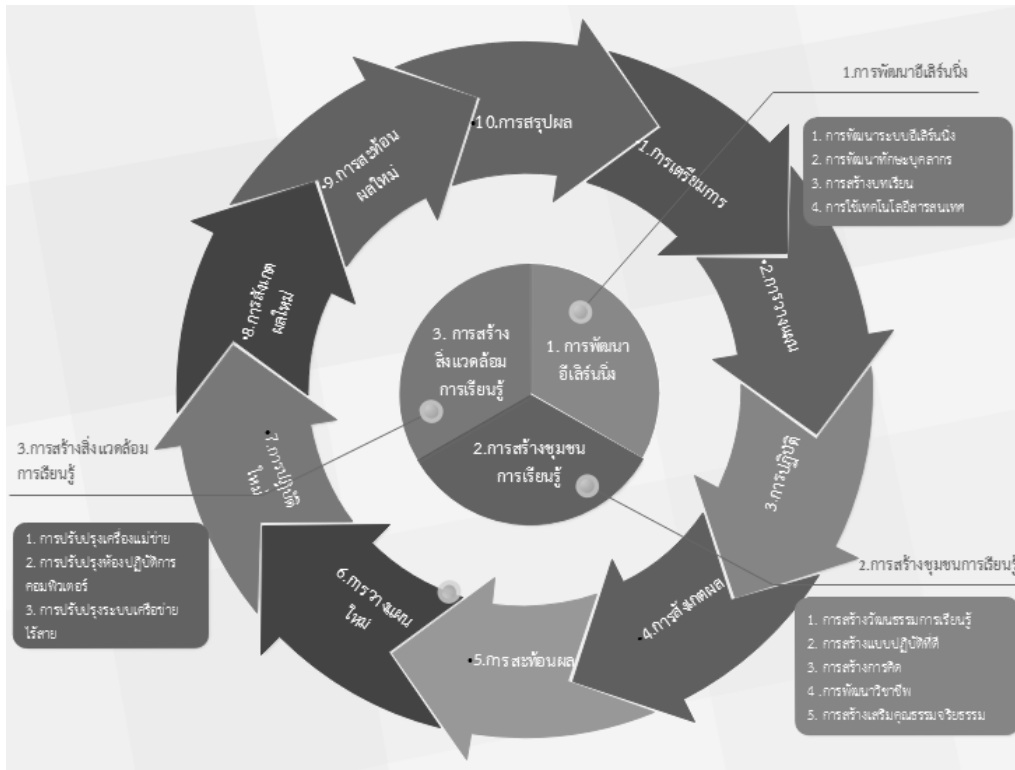 1.การพัฒนาอีเลิร์นนิ่ง
1. การพัฒนาระบบอีเลิร์นนิ่ง
2. การพัฒนาทักษะบุคลากร
3. การสร้างบทเรียน
4. การใช้เทคโนโลยีสารสนเทศ
•10.การสรุปผล
•1.การเตรียมการ
•2.การวางแผน
3.การปฏิบัติ
•4.การสังเกตผล
•5.การสะท้อนผล
6.การวางแผน
ใหม่
•7.การปฏิบัติ
ใหม่
•8.การสังเกต
ผลใหม่
•9.การสะท้อน
ผลใหม่
3. การสร้าง
สิ่งแวดล้อม
การเรียนรู้
1. การพัฒนา
อีเลิร์นนิ่ง
2.การสร้างชุมชน
การเรียนรู้
3.การสร้างสิ่งแวดล้อม
การเรียนรู้
1. การปรับปรุงเครื่องแม่ข่าย
2. การปรับปรุงห้องปฏิบัติการ
คอมพิวเตอร์
3. การปรับปรุงระบบเครือข่าย
ไร้สาย
2.การสร้างชุมชนการเรียนรู้
1. การสร้างวัฒนธรรมการเรียนรู้
2. การสร้างแบบปฏิบัติที่ดี
3. การสร้างการคิด
4 .การพัฒนาวิชาชีพ
5. การสร้างเสริมคุณธรรมจริยธรรม